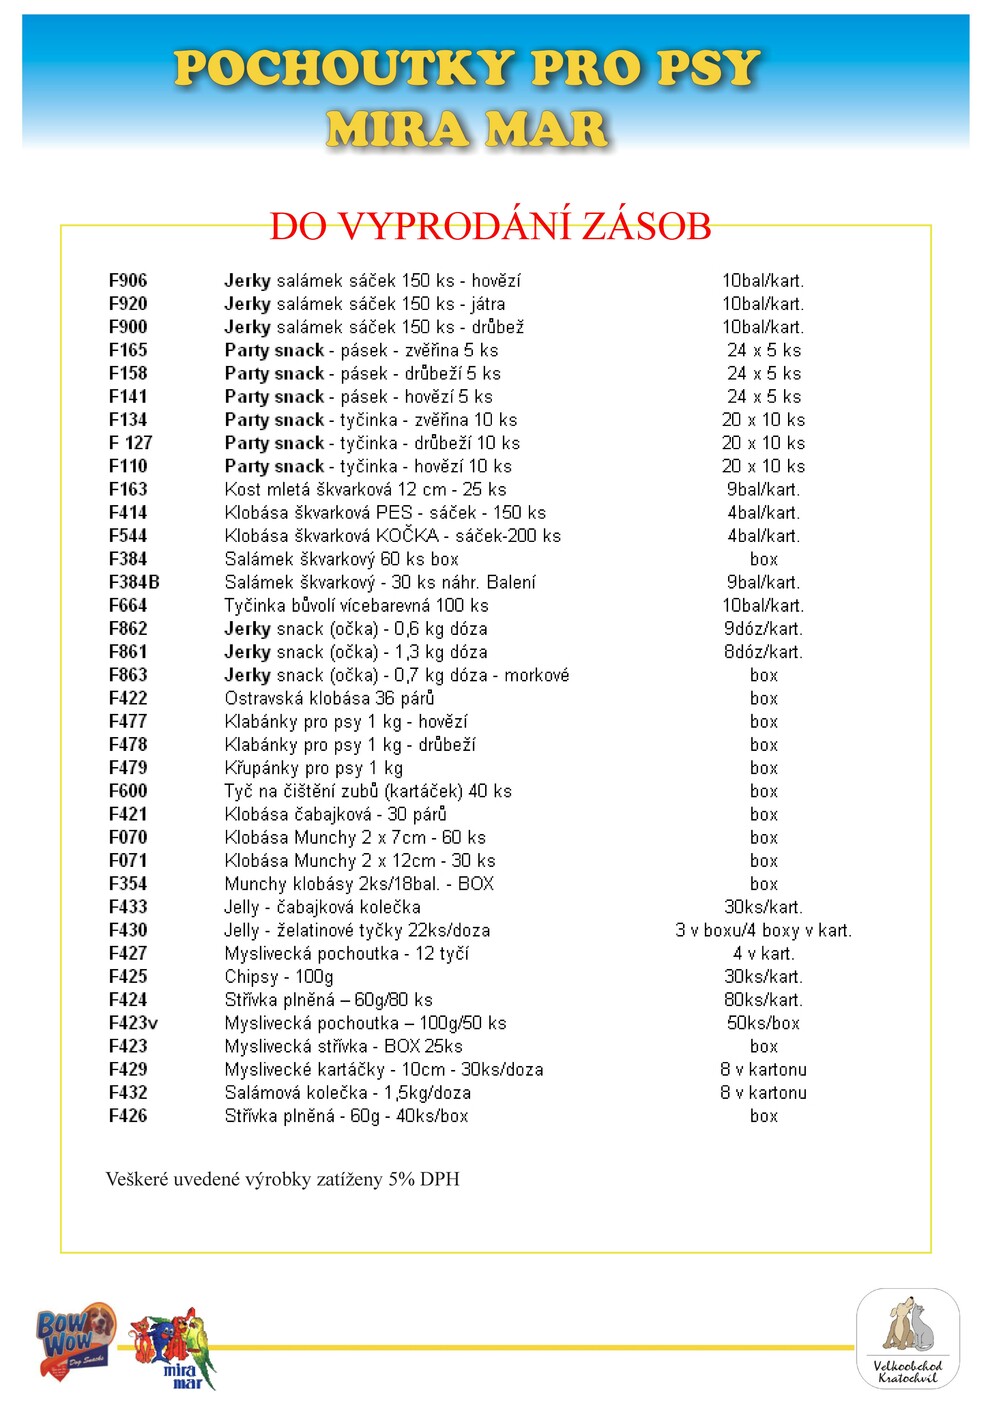 POCHOUTKY PRO PSY
MIRA MAR
DO VYPRODÁNÍ ZÁSOB
F906 Jerky salámek sáček 150 ks - hovězí 10bal/kart.
F920 Jerky salámek sáček 150 ks - játra 10bal/kart.
F900 Jerky salámek sáček 150 ks - drůbež 10bal/kart.
F165 Party snack - pásek - zvěřina 5 ks 24 x 5 ks
F158 Party snack - pásek - drůbeží 5 ks 24 x 5 ks
F141 Party snack - pásek - hovězí 5 ks 24 x 5 ks
F134 Party snack - tyčinka - zvěřina 10 ks 20 x 10 ks
F 127 Party snack - tyčinka - drůbeží 10 ks 20 x 10 ks
F110 Party snack - tyčinka - hovězí 10 ks 20 x 10 ks
F163 Kost mletá škvarková 12 cm - 25 ks 9bal/kart.
F414 Klobása škvarková PES - sáček - 150 ks 4bal/kart.
F544 Klobása škvarková KOČKA - sáček-200 ks 4bal/kart.
F384 Salámek škvarkový 60 ks box box
F384B Salámek škvarkový - 30 ks náhr. Balení 9bal/kart.
F664 Tyčinka bůvolí vícebarevná 100 ks 10bal/kart.
F862 Jerky snack (očka) - 0,6 kg dóza 9dóz/kart.
F861 Jerky snack (očka) - 1,3 kg dóza 8dóz/kart.
F863 Jerky snack (očka) - 0,7 kg dóza - morkové box
F422 Ostravská klobása 36 párů box
F477 Klabánky pro psy 1 kg - hovězí box
F478 Klabánky pro psy 1 kg - drůbeží box
F479 Křupánky pro psy 1 kg box
F600 Tyč na čištění zubů (kartáček) 40 ks box
F421 Klobása čabajková - 30 párů box
F070 Klobása Munchy 2 x 7cm - 60 ks box
F071 Klobása Munchy 2 x 12cm - 30 ks box
F354 Munchy klobásy 2ks/18bal. - BOX box
F433 Jelly - čabajková kolečka 30ks/kart.
F430 Jelly - želatinové tyčky 22ks/doza 3 v boxu/4 boxy v kart.
F427 Myslivecká pochoutka - 12 tyčí 4 v kart.
F425 Chipsy - 100g 30ks/kart.
F424 Střívka plněná – 60g/80 ks 80ks/kart.
F423v Myslivecká pochoutka – 100g/50 ks 50ks/box
F423 Myslivecká střívka - BOX 25ks box
F429 Myslivecké kartáčky - 10cm - 30ks/doza 8 v kartonu
F432 Salámová kolečka - 1,5kg/doza 8 v kartonu
F426 Střívka plněná - 60g - 40ks/box box
Veškeré uvedené výrobky zatíženy 5% DPH
Bow Wow
Dog Snacks
mira
mar
Velkoobchod
Kratochvíl